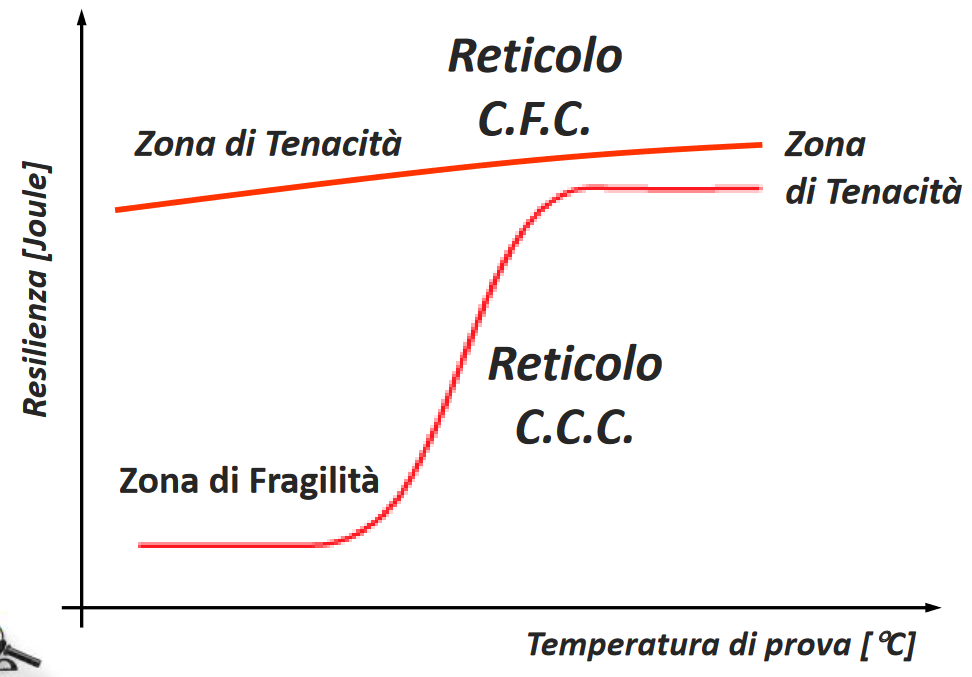 Reticolo
C.F.C.
Zona di Tenacità
Zona
di Tenacità
Resilienza [Joule]
Reticolo
C.C.C.
Zona di Fragilità
Temperatura di prova [°C]